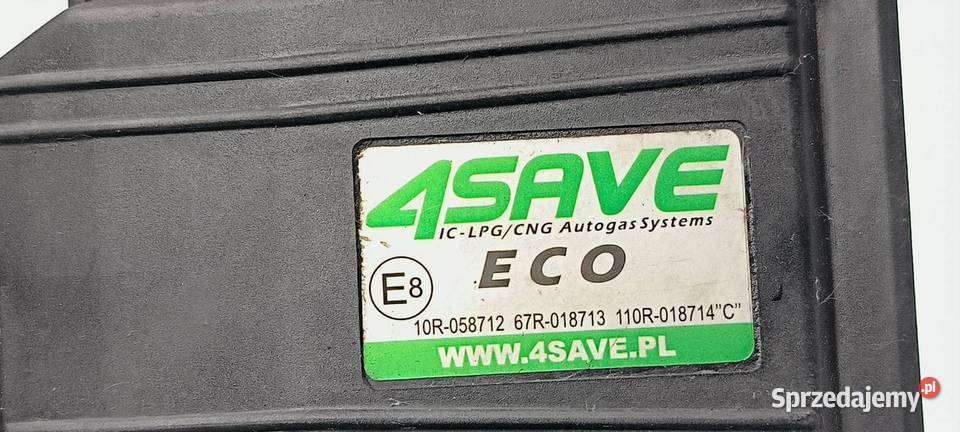 4SAVE
IC-LPG/CNG Autogas Systems
ECO
E8
10R-058712 67R-018713 110R-018714"C"
WWW.4SAVE.PL
Sprzedajemy.pl